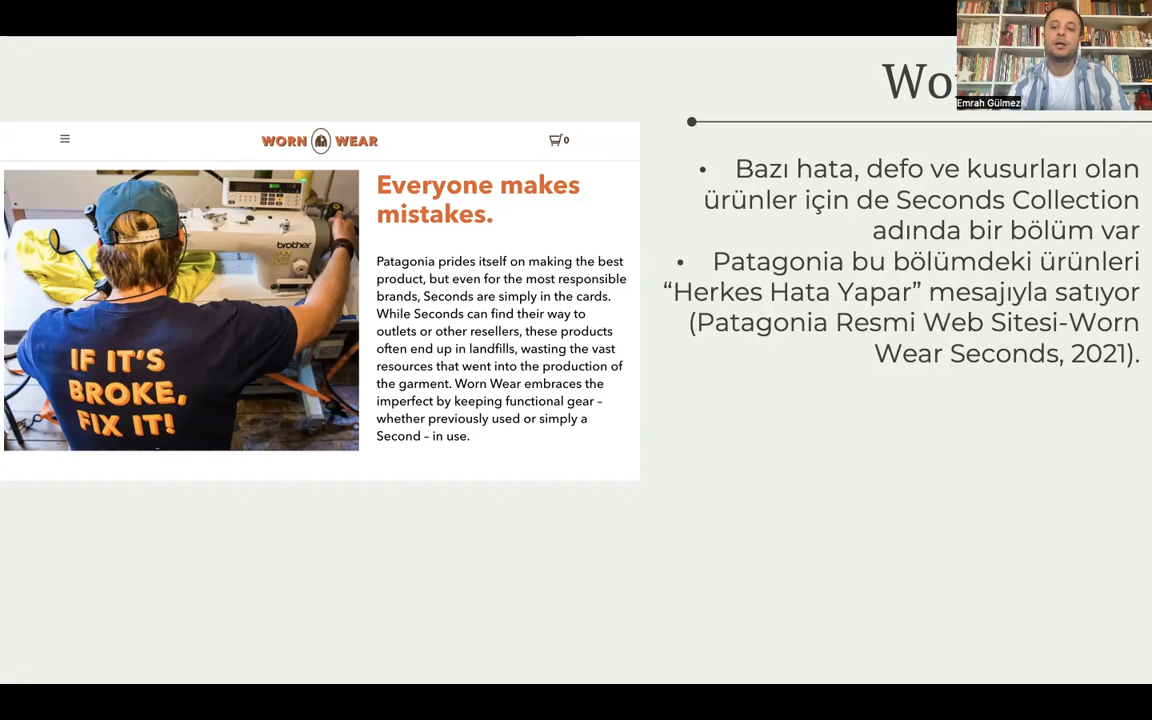 Emrah Gülmez
WORN WEAR
0
Everyone makes
mistakes.
Patagonia prides itself on making the best
product, but even for the most responsible
brands, Seconds are simply in the cards.
While Seconds can find their way to
outlets or other resellers, these products
often end up in landfills, wasting the vast
resources that went into the production of
the garment. Worn Wear embraces the
imperfect by keeping functional gear –
whether previously used or simply a
Second – in use.
brother
IF IT'S
BROKE,
FIX IT!
• Bazı hata, defo ve kusurları olan
ürünler için de Seconds Collection
adında bir bölüm var
• Patagonia bu bölümdeki ürünleri
“Herkes Hata Yapar” mesajıyla satıyor
(Patagonia Resmi Web Sitesi-Worn
Wear Seconds, 2021).